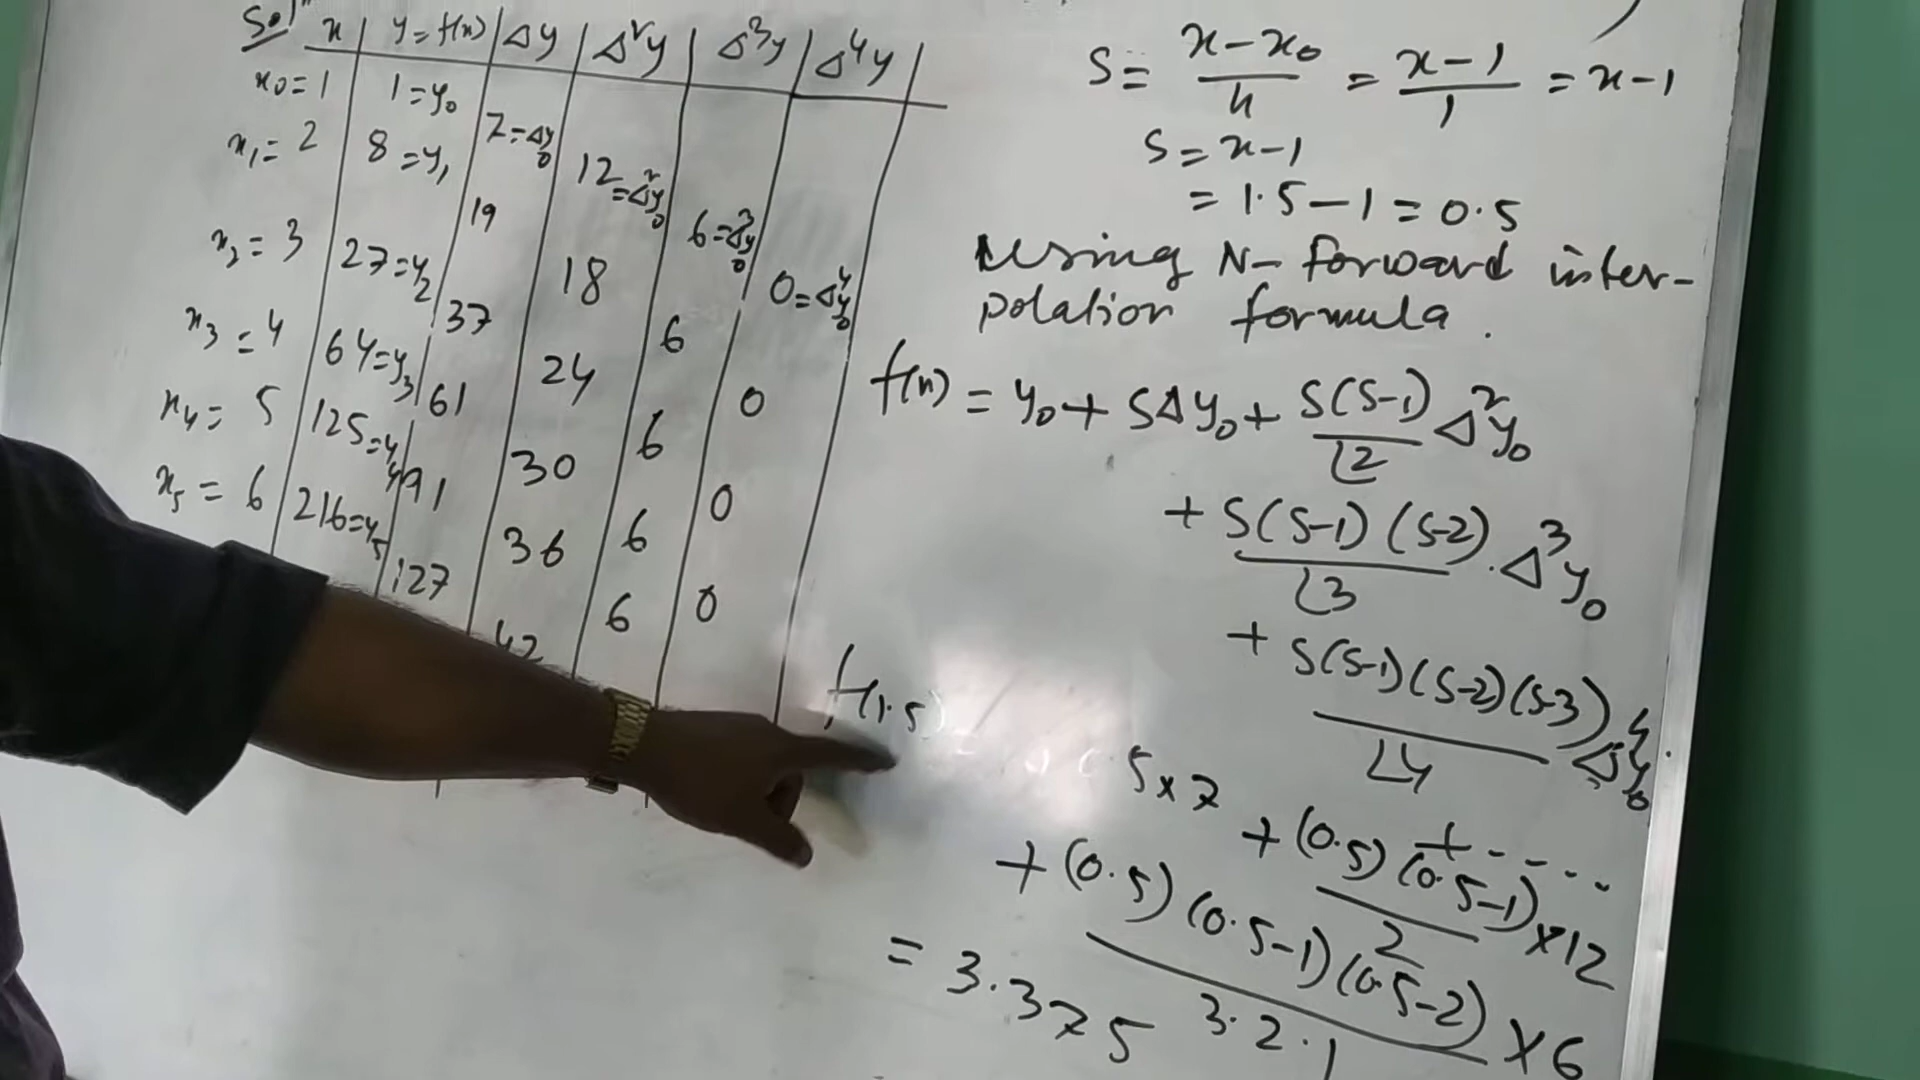 Solⁿ
x | y = f(x) | Δy | Δ²y | Δ³y | Δ⁴y
x₀ = 1 | 1 = y₀
7 = Δy₀
x₁ = 2 | 8 = y₁
12 = Δ²y₀
19
6 = Δ³y₀
x₂ = 3 | 27 = y₂
18
0 = Δ⁴y₀
37
6
x₃ = 4 | 64 = y₃
24
0
61
6
x₄ = 5 | 125 = y₄
30
0
91
6
x₅ = 6 | 216 = y₅
36
0
127
6
42
S = (x - x₀)/h = (x - 1)/1 = x - 1
S = x - 1
= 1.5 - 1 = 0.5
Using N- forward inter-
polation formula.
f(x) = y₀ + SΔy₀ + S(S-1)/∟2 Δ²y₀
+ S(S-1)(S-2)/∟3 . Δ³y₀
+ S(S-1)(S-2)(S-3)/∟4 Δ⁴y₀
+ ....
f(1.5) = 5 × 7
+ (0.5)(0.5-1)/2 × 12
+ (0.5)(0.5-1)(0.5-2)/3.2.1 × 6
= 3.375